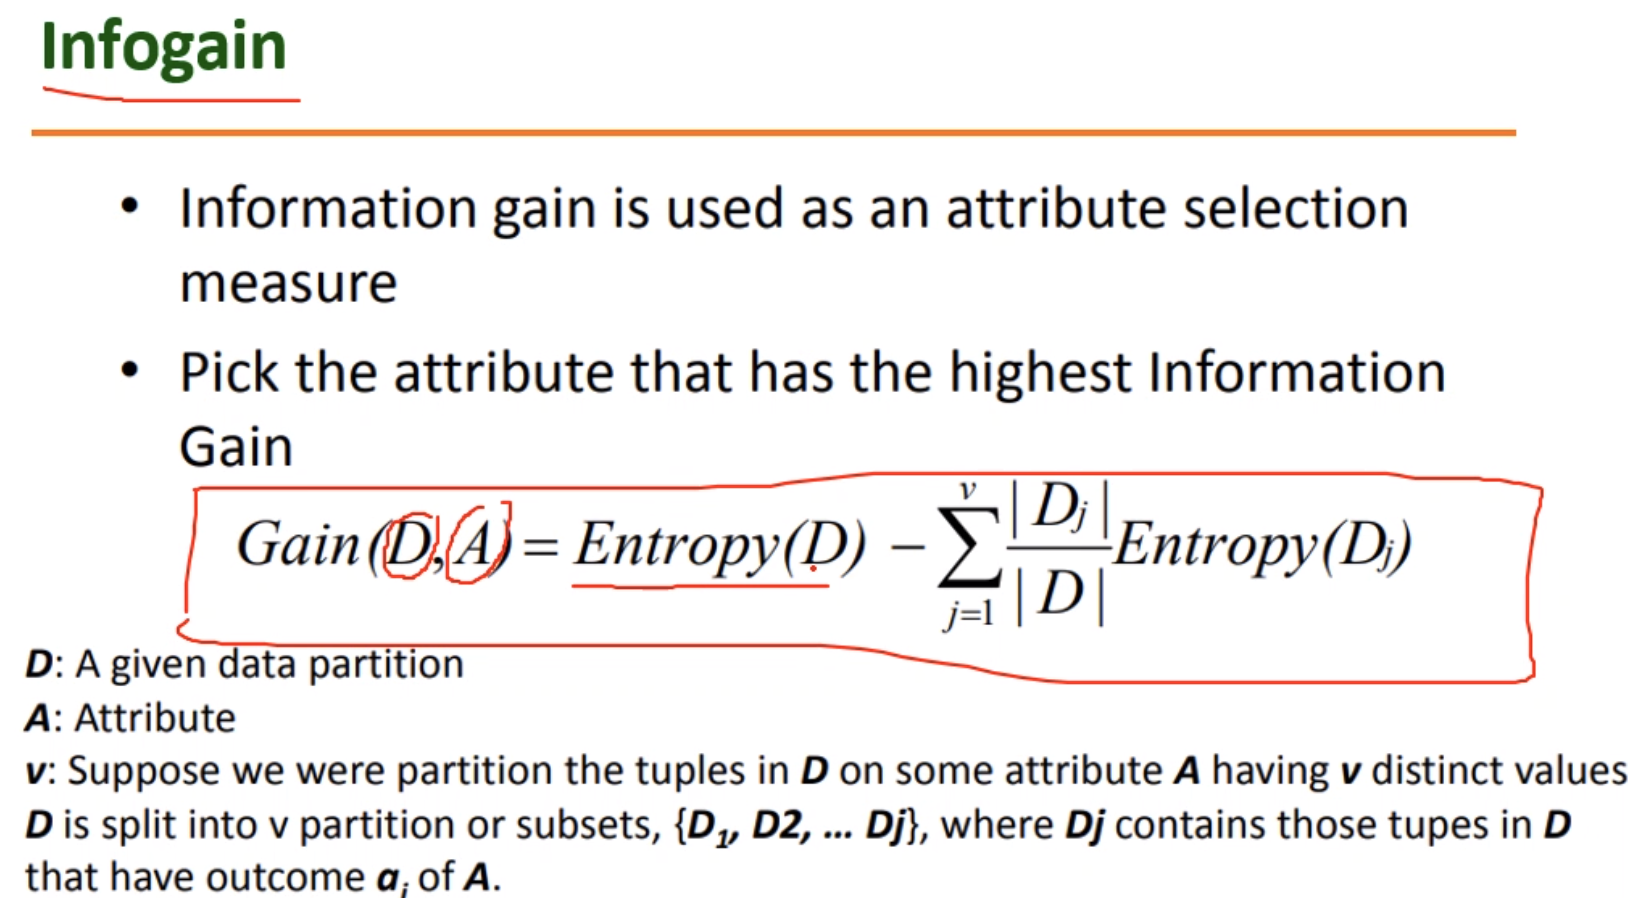 Infogain
• Information gain is used as an attribute selection
measure
• Pick the attribute that has the highest Information
Gain
Gain(D,A) = Entropy(D) − ∑_{j=1}^{v} |Dj|/|D| Entropy(Dj)
D: A given data partition
A: Attribute
v: Suppose we were partition the tuples in D on some attribute A having v distinct values
D is split into v partition or subsets, {D₁, D2, ... Dj}, where Dj contains those tupes in D
that have outcome aⱼ of A.